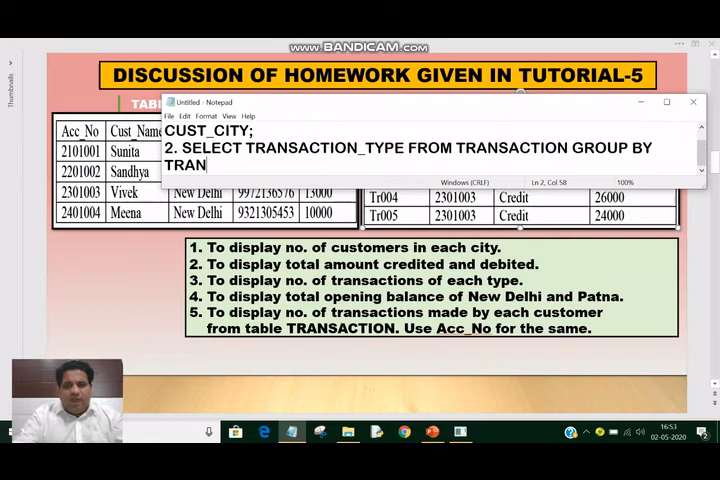 WWW.BANDICAM.COM
DISCUSSION OF HOMEWORK GIVEN IN TUTORIAL-5
TABL
Untitled - Notepad
File Edit Format View Help
CUST_CITY;
2. SELECT TRANSACTION_TYPE FROM TRANSACTION GROUP BY
TRAN
Windows (CRLF) Ln 2, Col 58 100%
Thumbnails
Acc_No Cust_Name
2101001 Sunita
2201002 Sandhya
2301003 Vivek New Delhi 9972136576 13000
2401004 Meena New Delhi 9321305453 10000
Tr004 2301003 Credit 26000
Tr005 2301003 Credit 24000
1. To display no. of customers in each city.
2. To display total amount credited and debited.
3. To display no. of transactions of each type.
4. To display total opening balance of New Delhi and Patna.
5. To display no. of transactions made by each customer
from table TRANSACTION. Use Acc_No for the same.
16:53
02-05-2020